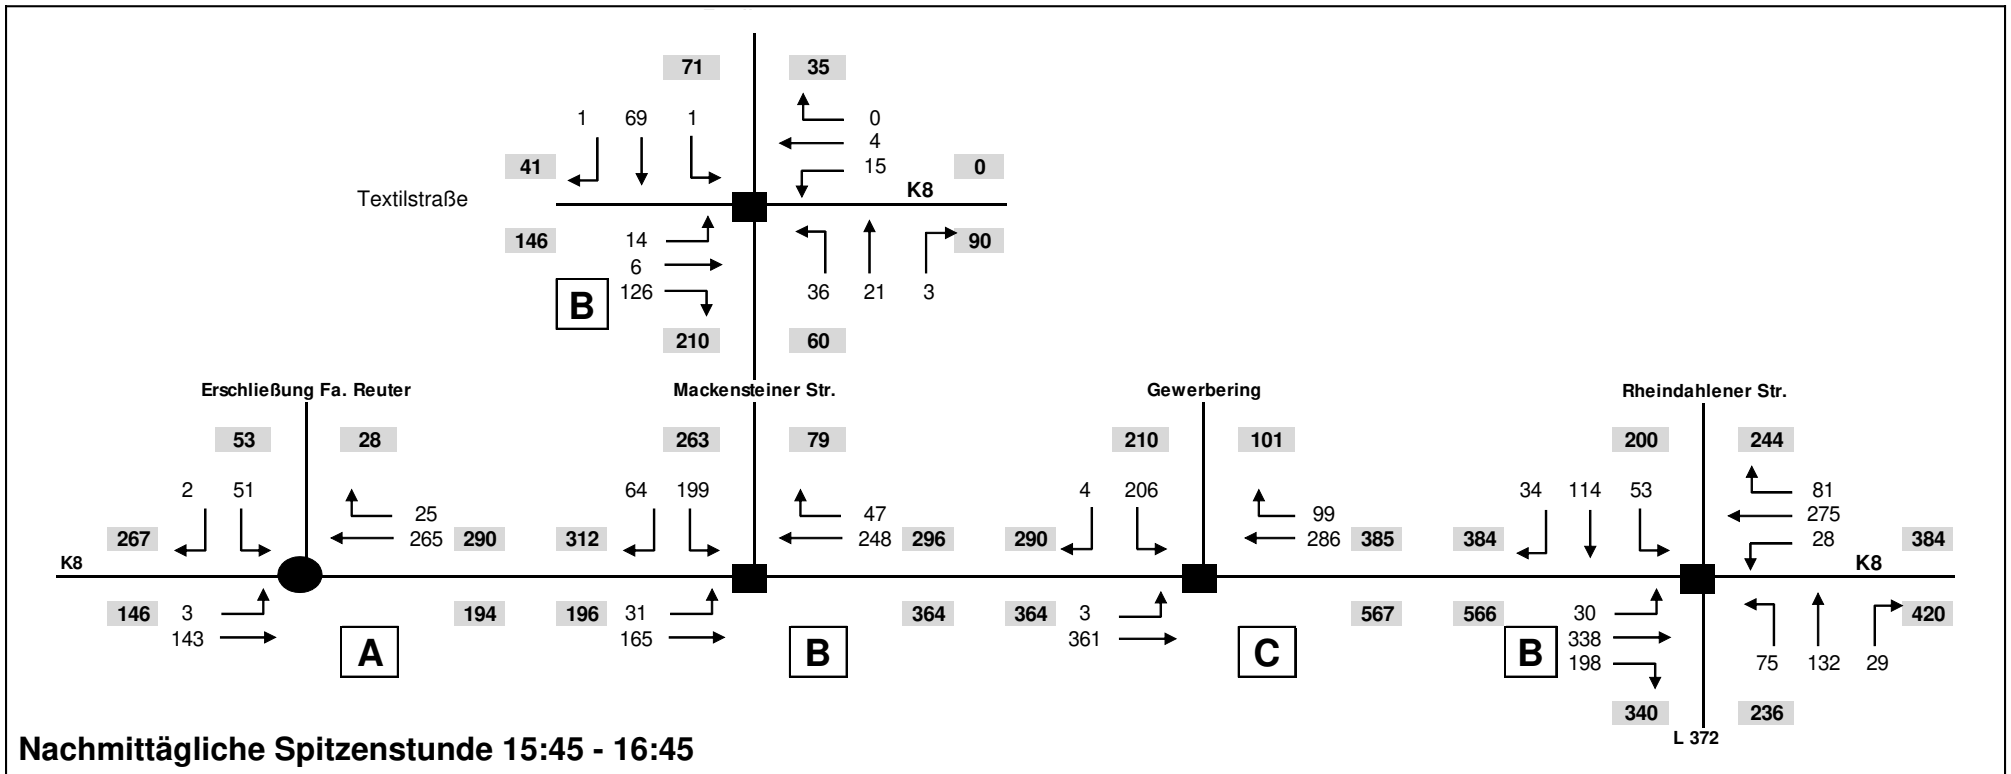 71 35
1 69 1 0
4
41 15 0
Textilstraße K8
146 14 90
6
B 126 36 21 3
210 60
Erschließung Fa. Reuter Mackensteiner Str. Gewerbering Rheindahlener Str.
53 28 263 79 210 101 200 244
2 51 64 199 4 206 34 114 53 81
25 47 99 275
267 265 290 312 248 296 290 286 385 384 28 384
K8 K8
146 3 194 196 31 364 364 3 567 566 30 420
143 165 361 338
A B C B 198 75 132 29
340 236
L 372
Nachmittägliche Spitzenstunde 15:45 - 16:45